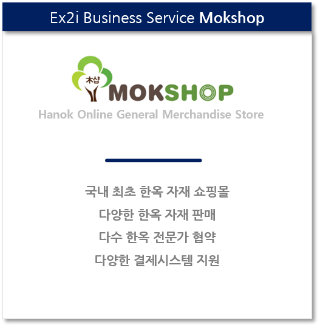 Ex2i Business Service Mokshop
木샵
MOKSHOP
Hanok Online General Merchandise Store
국내 최초 한옥 자재 쇼핑몰
다양한 한옥 자재 판매
다수 한옥 전문가 협약
다양한 결제시스템 지원